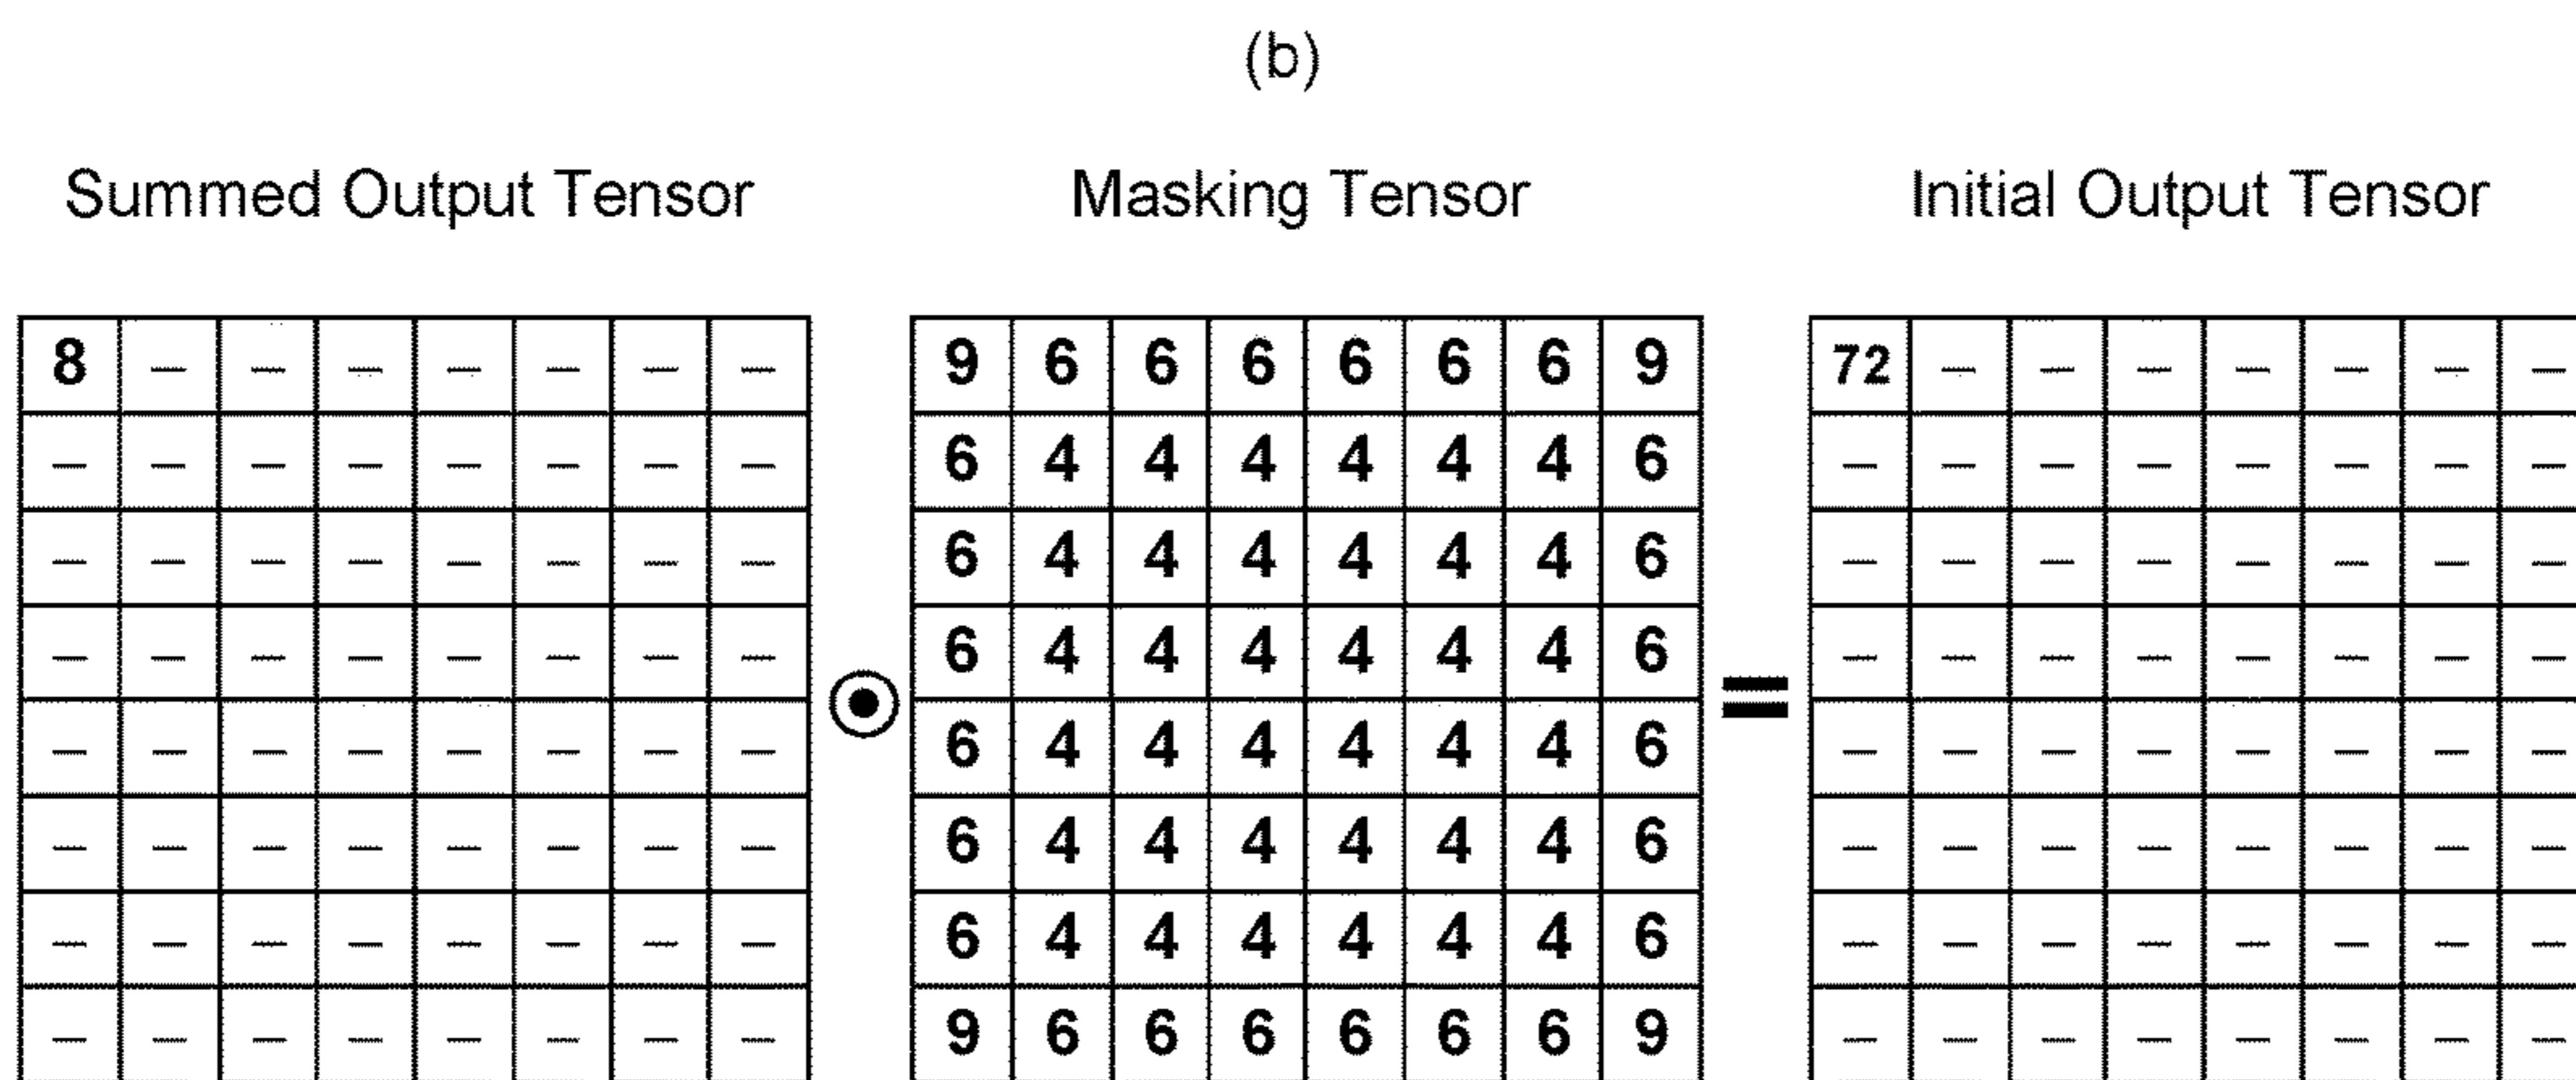 (b)
Summed Output Tensor Masking Tensor Initial Output Tensor
8 — — — — — — — 9 6 6 6 6 6 6 9 72 — — — — — — —
— — — — — — — — 6 4 4 4 4 4 4 6 — — — — — — — —
— — — — — — — — 6 4 4 4 4 4 4 6 — — — — — — — —
— — — — — — — — 6 4 4 4 4 4 4 6 — — — — — — — —
⊙ =
— — — — — — — — 6 4 4 4 4 4 4 6 — — — — — — — —
— — — — — — — — 6 4 4 4 4 4 4 6 — — — — — — — —
— — — — — — — — 6 4 4 4 4 4 4 6 — — — — — — — —
— — — — — — — — 9 6 6 6 6 6 6 9 — — — — — — — —